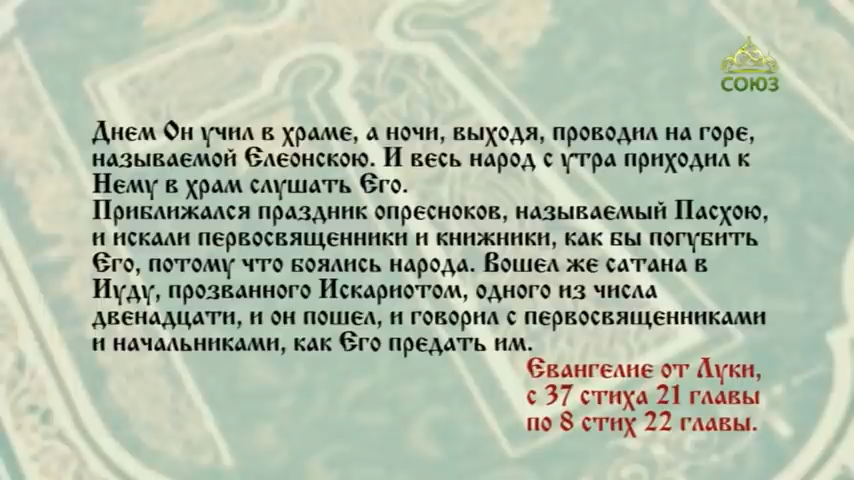 СОЮЗ
Днем Он учил в храме, а ночи, выходя, проводил на горе,
называемой Елеонскою. И весь народ с утра приходил к
Нему в храм слушать Его.
Приближался праздник опресноков, называемый Пасхою,
и искали первосвященники и книжники, как бы погубить
Его, потому что боялись народа. Вошел же сатана в
Иуду, прозванного Искариотом, одного из числа
двенадцати, и он пошел, и говорил с первосвященниками
и начальниками, как Его предать им.
Евангелие от Луки,
с 37 стиха 21 главы
по 8 стих 22 главы.